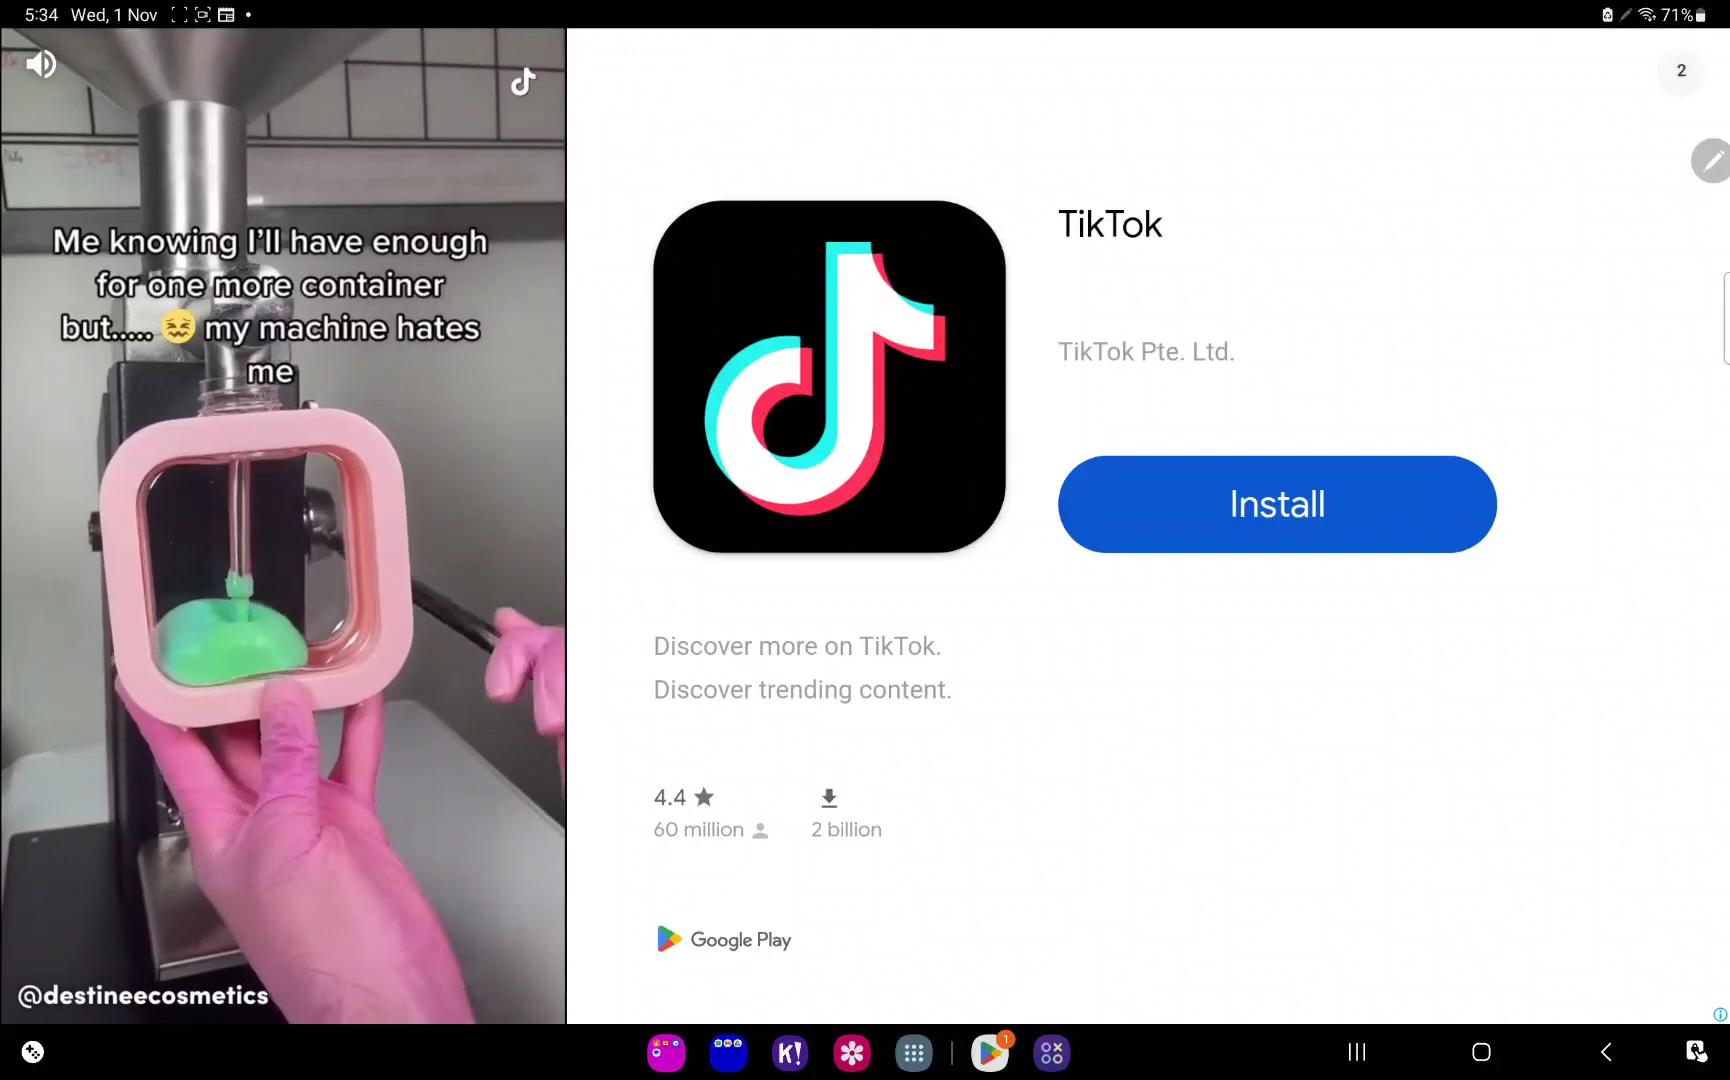 5:34 Wed, 1 Nov
71%
Me knowing I'll have enough
for one more container
but..... 😖 my machine hates
me
@destineecosmetics
2
TikTok
TikTok Pte. Ltd.
Install
Discover more on TikTok.
Discover trending content.
4.4 ★
60 million
2 billion
Google Play
K!
1